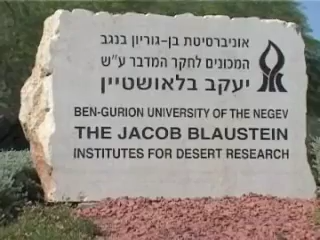 אוניברסיטת בן-גוריון בנגב
המכונים לחקר המדבר ע"ש
יעקב בלאושטיין
BEN-GURION UNIVERSITY OF THE NEGEV
THE JACOB BLAUSTEIN
INSTITUTES FOR DESERT RESEARCH